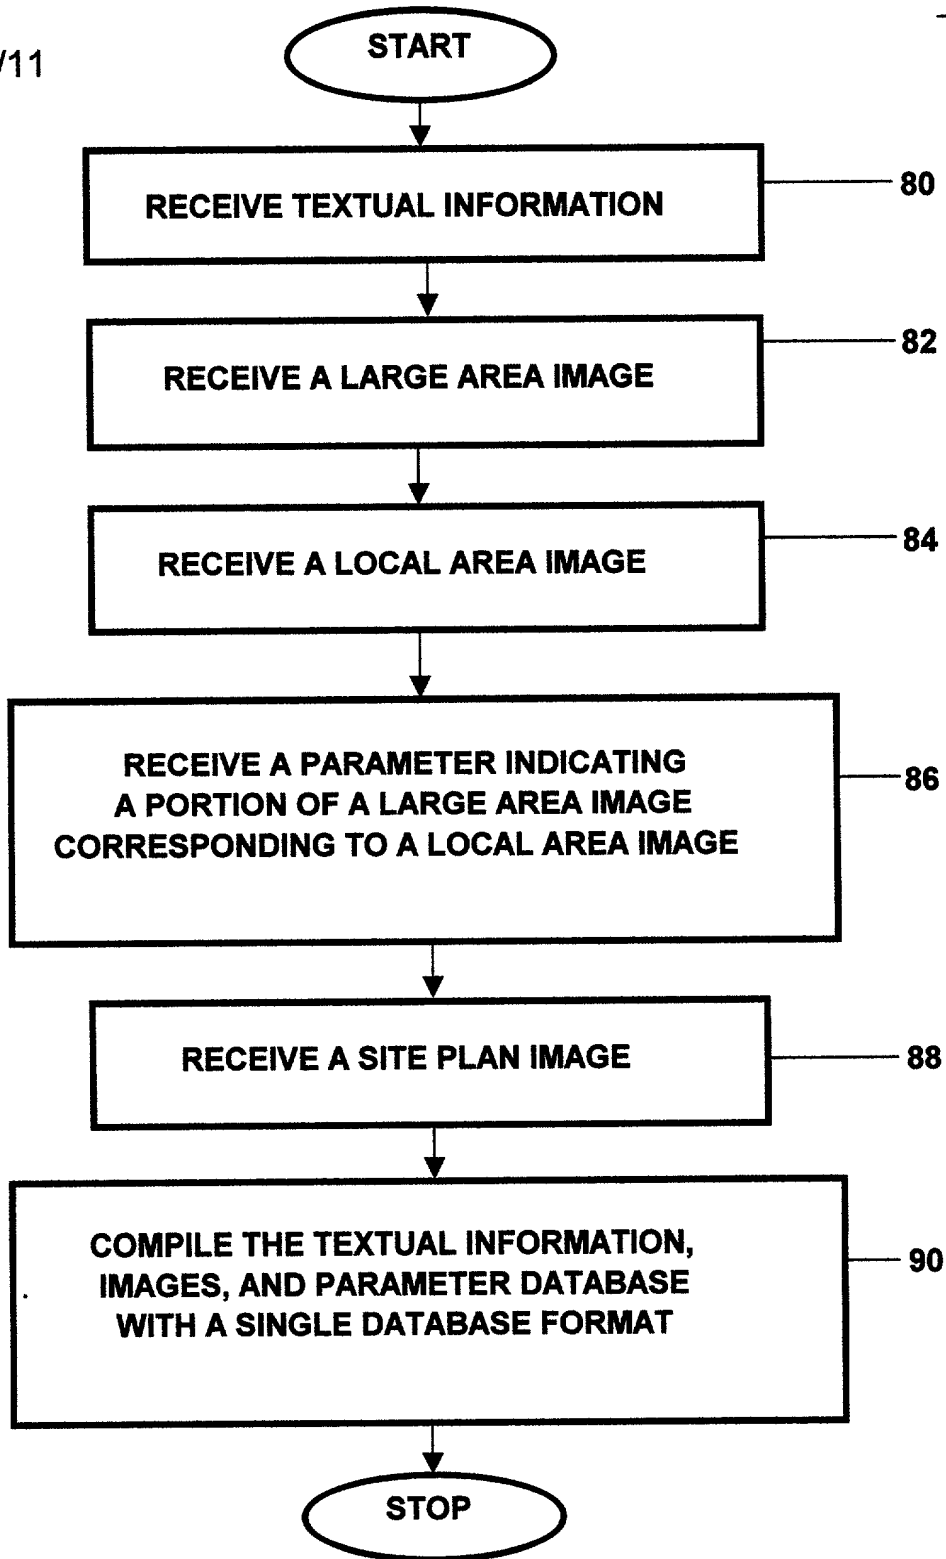 /11
START
RECEIVE TEXTUAL INFORMATION
80
RECEIVE A LARGE AREA IMAGE
82
RECEIVE A LOCAL AREA IMAGE
84
RECEIVE A PARAMETER INDICATING
A PORTION OF A LARGE AREA IMAGE
CORRESPONDING TO A LOCAL AREA IMAGE
86
RECEIVE A SITE PLAN IMAGE
88
COMPILE THE TEXTUAL INFORMATION,
IMAGES, AND PARAMETER DATABASE
WITH A SINGLE DATABASE FORMAT
90
STOP